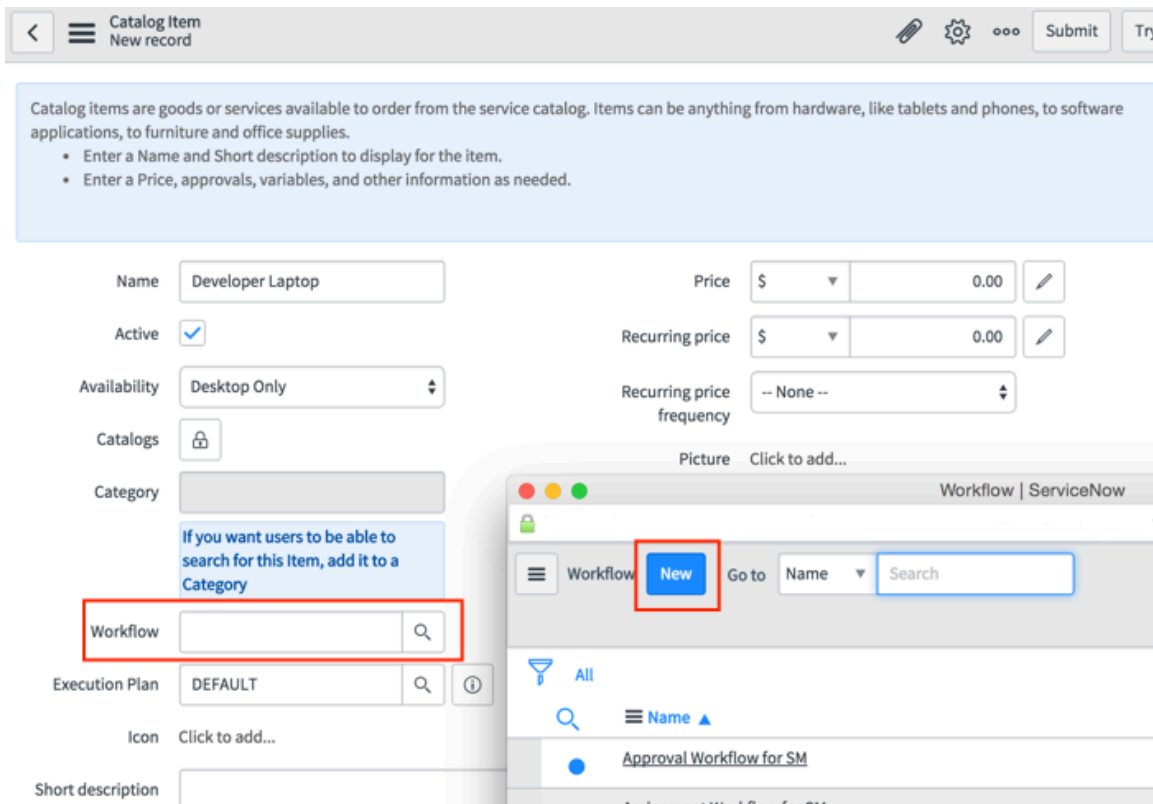 Catalog Item
New record
Submit
Try
Catalog items are goods or services available to order from the service catalog. Items can be anything from hardware, like tablets and phones, to software
applications, to furniture and office supplies.
• Enter a Name and Short description to display for the item.
• Enter a Price, approvals, variables, and other information as needed.
Name Developer Laptop
Price $ 0.00
Active
Recurring price $ 0.00
Availability Desktop Only
Recurring price
frequency
-- None --
Catalogs
Picture Click to add...
Category
If you want users to be able to
search for this Item, add it to a
Category
Workflow
Execution Plan DEFAULT
Icon Click to add...
Short description
Workflow | ServiceNow
Workflow New Go to Name Search
All
Name
Approval Workflow for SM